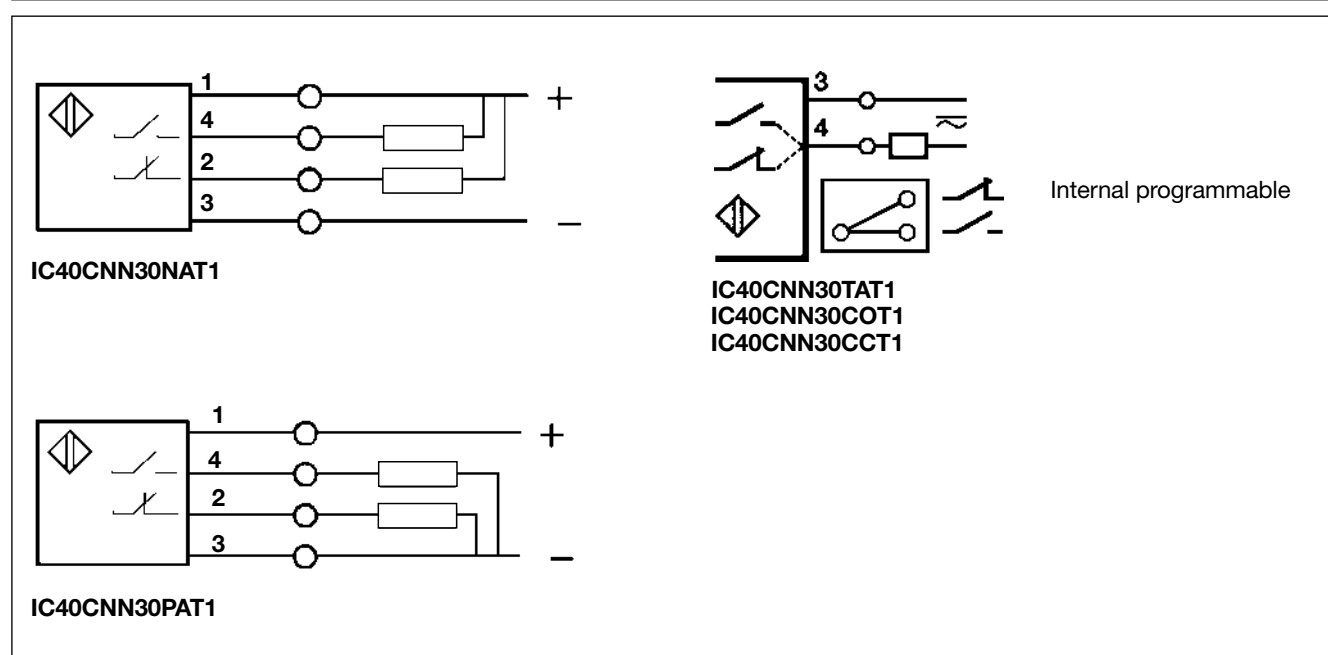 1
4
2
3
+
−
IC40CNN30NAT1
3
4
Internal programmable
IC40CNN30TAT1
IC40CNN30COT1
IC40CNN30CCT1
1
4
2
3
+
−
IC40CNN30PAT1